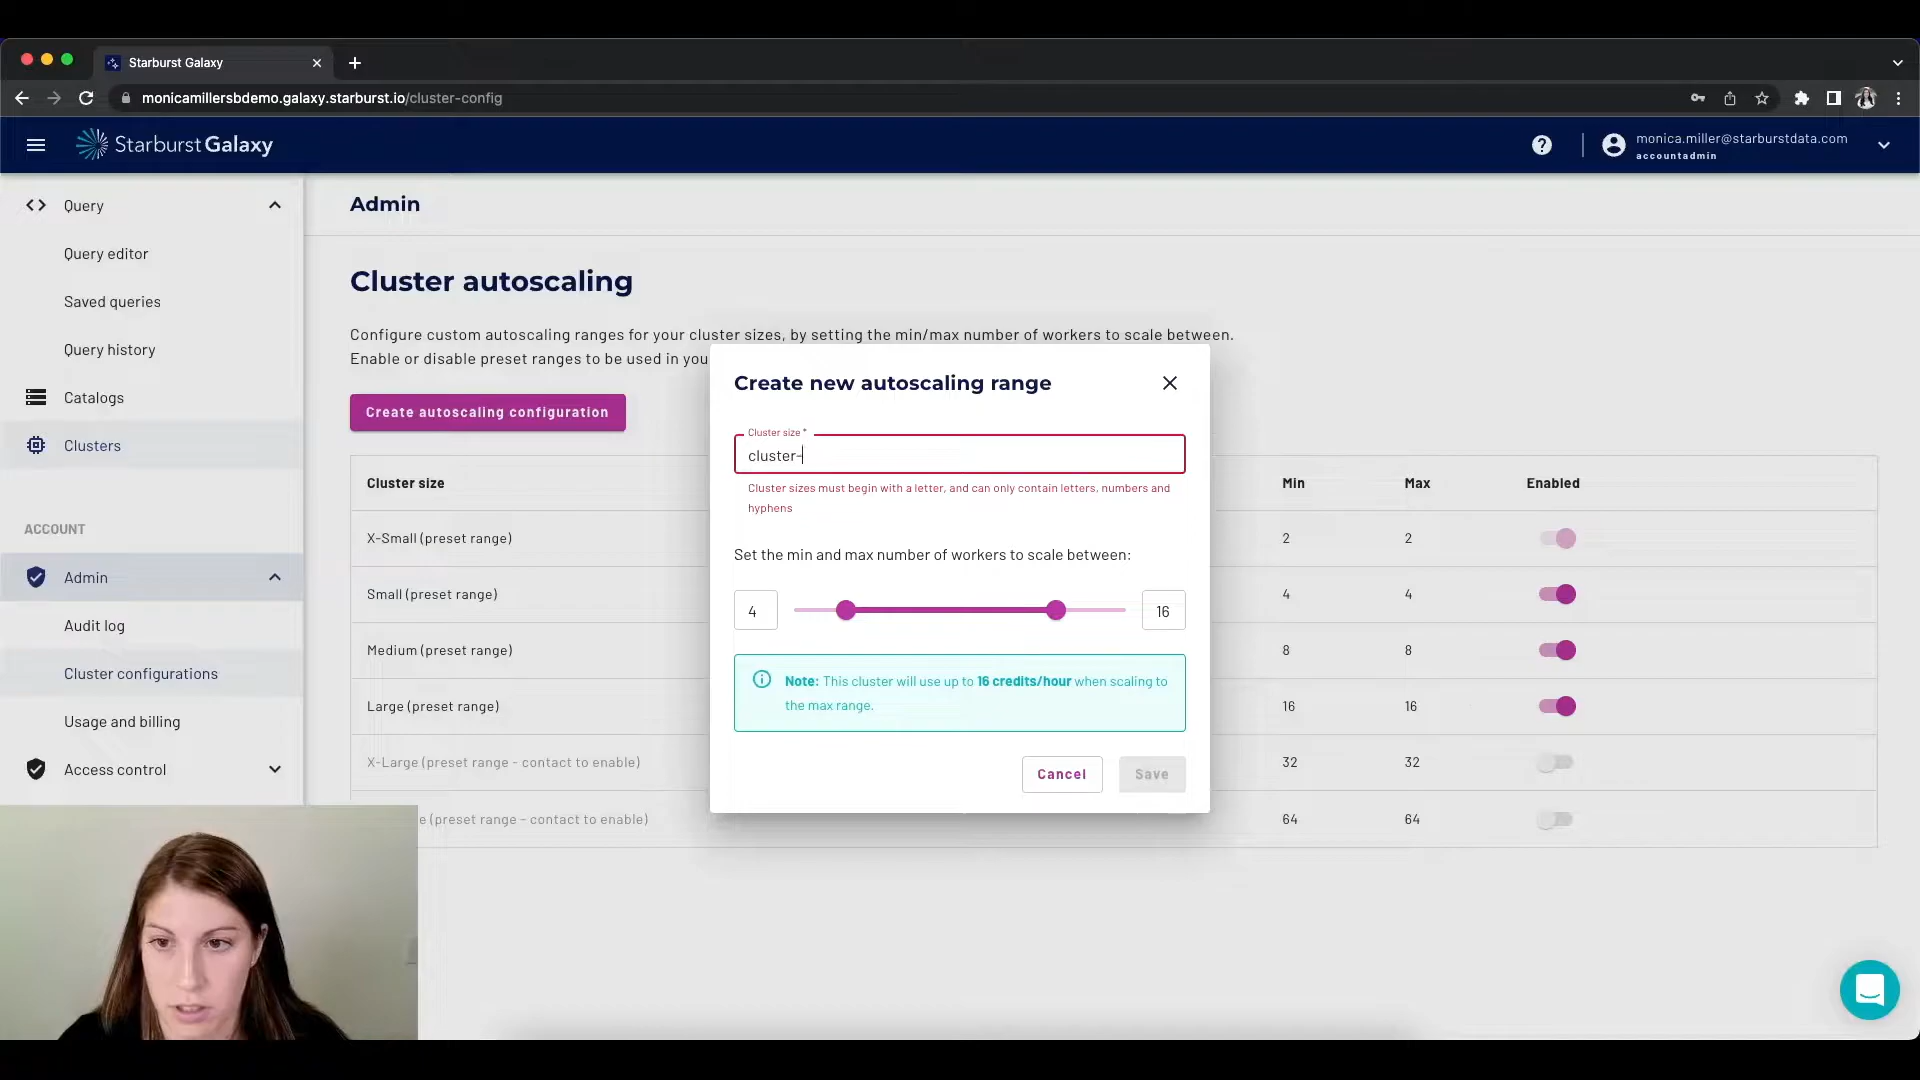 Starburst Galaxy
monicamillersbdemo.galaxy.starburst.io/cluster-config
Starburst Galaxy
monica.miller@starburstdata.com
accountadmin
Query
Query editor
Saved queries
Query history
Catalogs
Clusters
ACCOUNT
Admin
Audit log
Cluster configurations
Usage and billing
Access control
Admin
Cluster autoscaling
Configure custom autoscaling ranges for your cluster sizes, by setting the min/max number of workers to scale between.
Enable or disable preset ranges to be used in you
Create autoscaling configuration
Cluster size Min Max Enabled
X-Small (preset range) 2 2
Small (preset range) 4 4
Medium (preset range) 8 8
Large (preset range) 16 16
X-Large (preset range - contact to enable) 32 32
e (preset range - contact to enable) 64 64
Create new autoscaling range
Cluster size *
cluster-
Cluster sizes must begin with a letter, and can only contain letters, numbers and
hyphens
Set the min and max number of workers to scale between:
4 16
Note: This cluster will use up to 16 credits/hour when scaling to
the max range.
Cancel Save